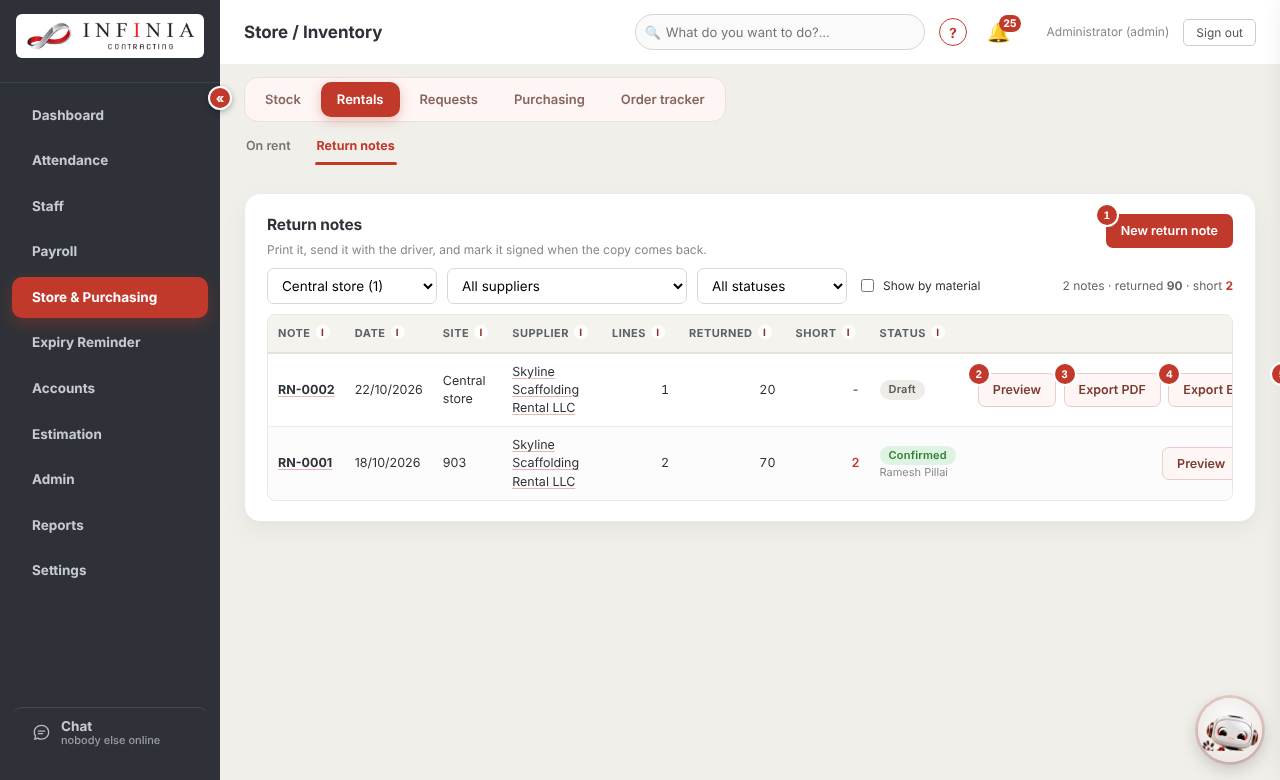 INFINIA
CONTRACTING
Store / Inventory
What do you want to do?...
?
25
Administrator (admin)
Sign out
«
Dashboard
Attendance
Staff
Payroll
Store & Purchasing
Expiry Reminder
Accounts
Estimation
Admin
Reports
Settings
Chat
nobody else online
Stock
Rentals
Requests
Purchasing
Order tracker
On rent
Return notes
Return notes
Print it, send it with the driver, and mark it signed when the copy comes back.
1
New return note
Central store (1)
All suppliers
All statuses
Show by material
2 notes · returned 90 · short 2
NOTE DATE SITE SUPPLIER LINES RETURNED SHORT STATUS
RN-0002 22/10/2026 Central store Skyline Scaffolding Rental LLC 1 20 - Draft
2 Preview 3 Export PDF 4 Export E
RN-0001 18/10/2026 903 Skyline Scaffolding Rental LLC 2 70 2 Confirmed
Ramesh Pillai
Preview